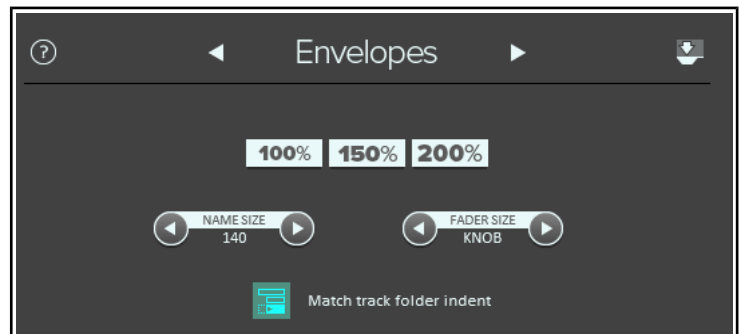 ?
Envelopes
100% 150% 200%
NAME SIZE
140
FADER SIZE
KNOB
Match track folder indent